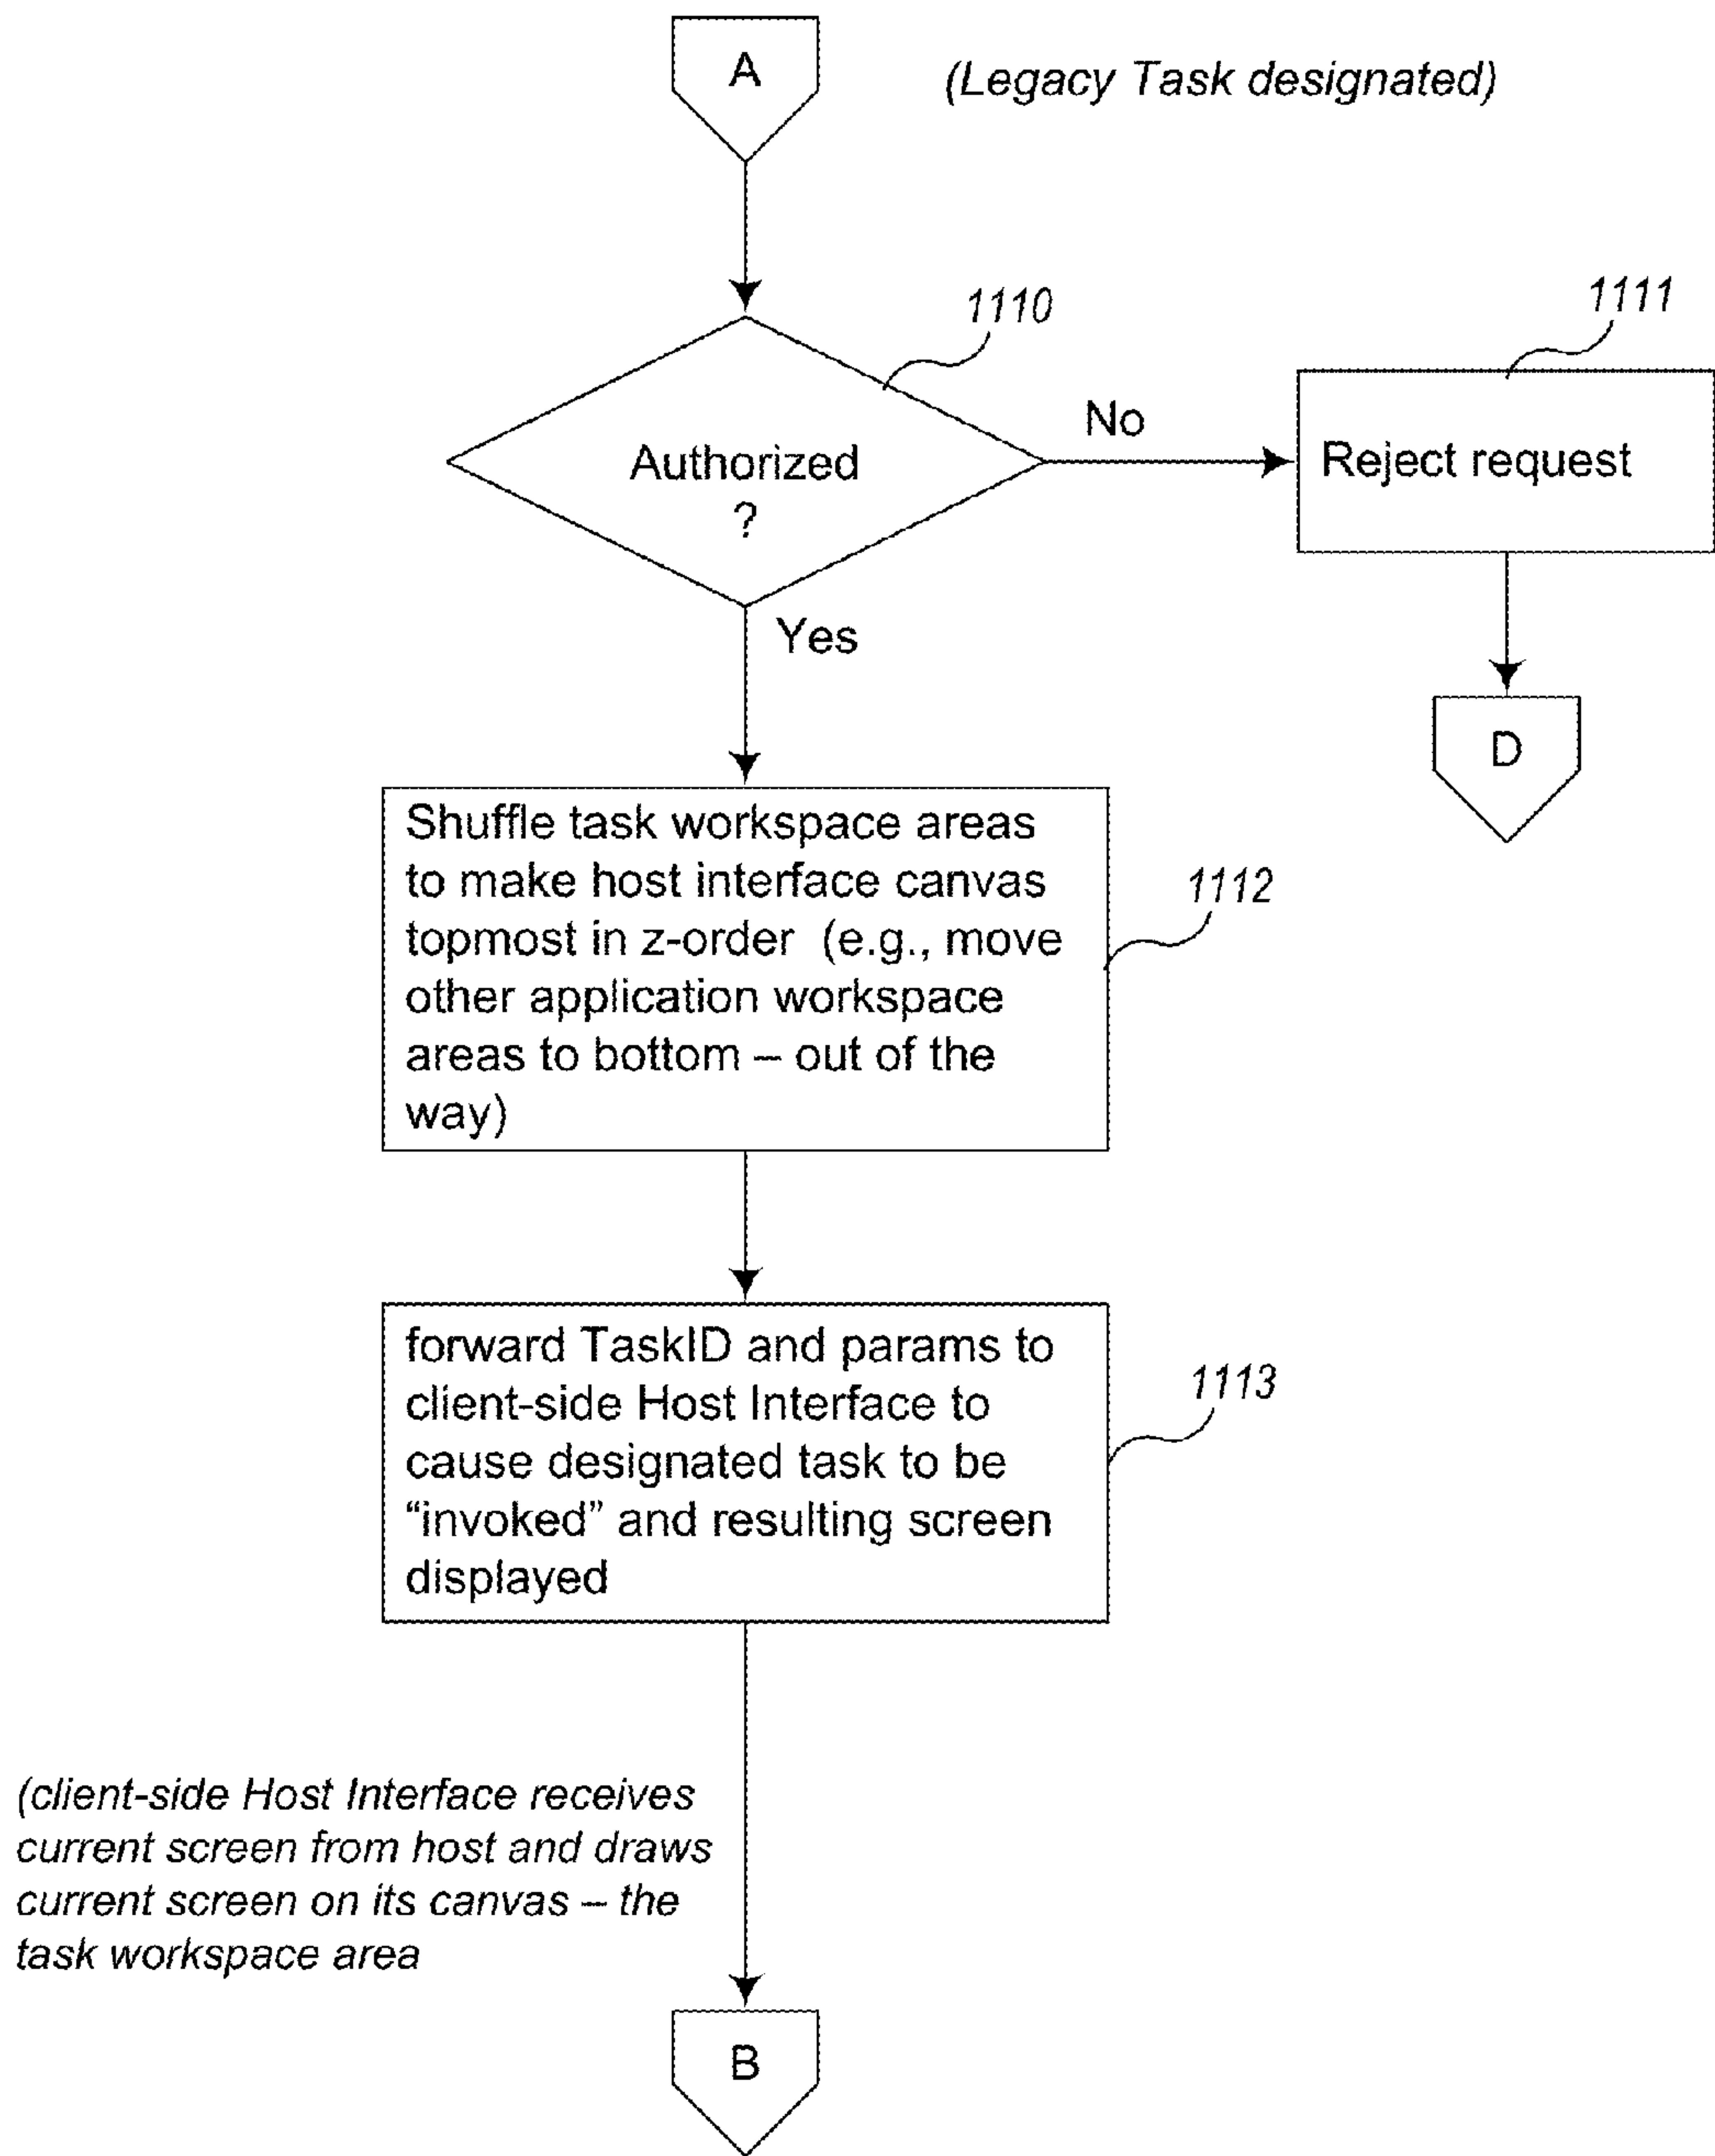 A
(Legacy Task designated)
1110
1111
Authorized
?
No
Reject request
Yes
D
Shuffle task workspace areas
to make host interface canvas
topmost in z-order (e.g., move
other application workspace
areas to bottom – out of the
way)
1112
forward TaskID and params to
client-side Host Interface to
cause designated task to be
“invoked” and resulting screen
displayed
1113
(client-side Host Interface receives
current screen from host and draws
current screen on its canvas – the
task workspace area
B